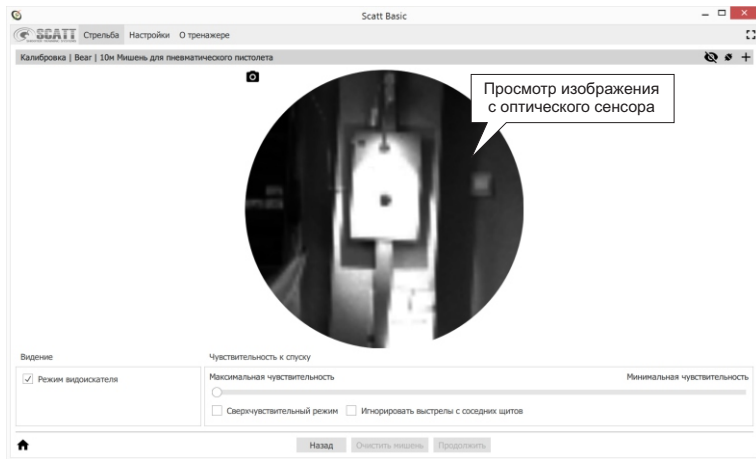 Scatt Basic
SCATT Стрельба Настройки О тренажере
Калибровка | Bear | 10м Мишень для пневматического пистолета
Просмотр изображения
с оптического сенсора
Видение
Чувствительность к спуску
Режим видоискателя
Максимальная чувствительность
Минимальная чувствительность
Сверхчувствительный режим
Игнорировать выстрелы с соседних щитов
Назад
Очистить мишень
Продолжить